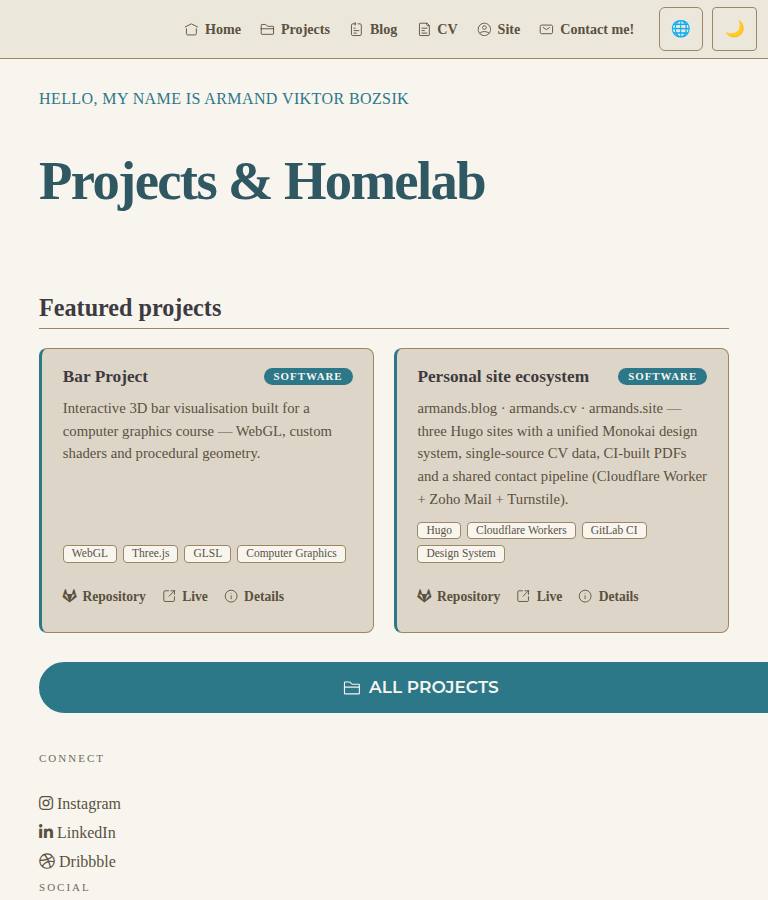 Home Projects Blog CV Site Contact me!
HELLO, MY NAME IS ARMAND VIKTOR BOZSIK
Projects & Homelab
Featured projects
Bar Project SOFTWARE
Interactive 3D bar visualisation built for a
computer graphics course — WebGL, custom
shaders and procedural geometry.
WebGL Three.js GLSL Computer Graphics
Repository Live Details
Personal site ecosystem SOFTWARE
armands.blog · armands.cv · armands.site —
three Hugo sites with a unified Monokai design
system, single-source CV data, CI-built PDFs
and a shared contact pipeline (Cloudflare Worker
+ Zoho Mail + Turnstile).
Hugo Cloudflare Workers GitLab CI
Design System
Repository Live Details
ALL PROJECTS
CONNECT
Instagram
LinkedIn
Dribbble
SOCIAL